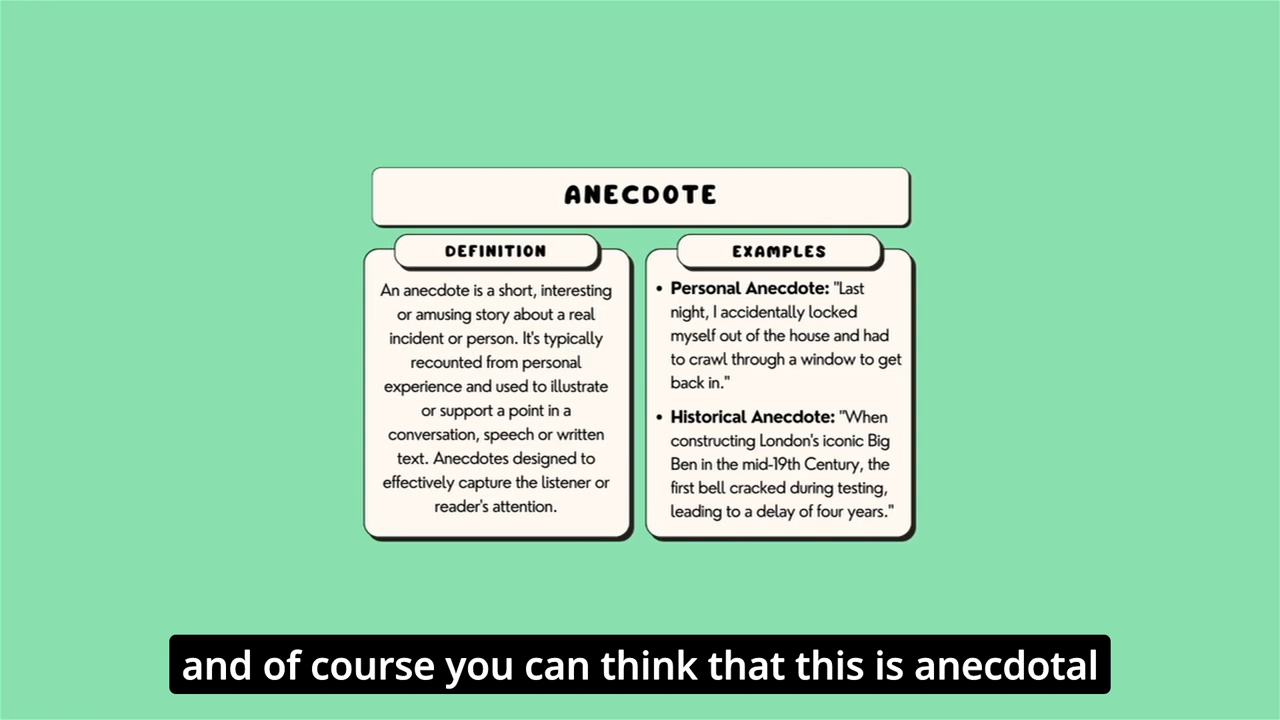 ANECDOTE
DEFINITION
An anecdote is a short, interesting
or amusing story about a real
incident or person. It's typically
recounted from personal
experience and used to illustrate
or support a point in a
conversation, speech or written
text. Anecdotes designed to
effectively capture the listener or
reader's attention.
EXAMPLES
• Personal Anecdote: "Last
night, I accidentally locked
myself out of the house and had
to crawl through a window to get
back in."
• Historical Anecdote: "When
constructing London's iconic Big
Ben in the mid-19th Century, the
first bell cracked during testing,
leading to a delay of four years."
and of course you can think that this is anecdotal